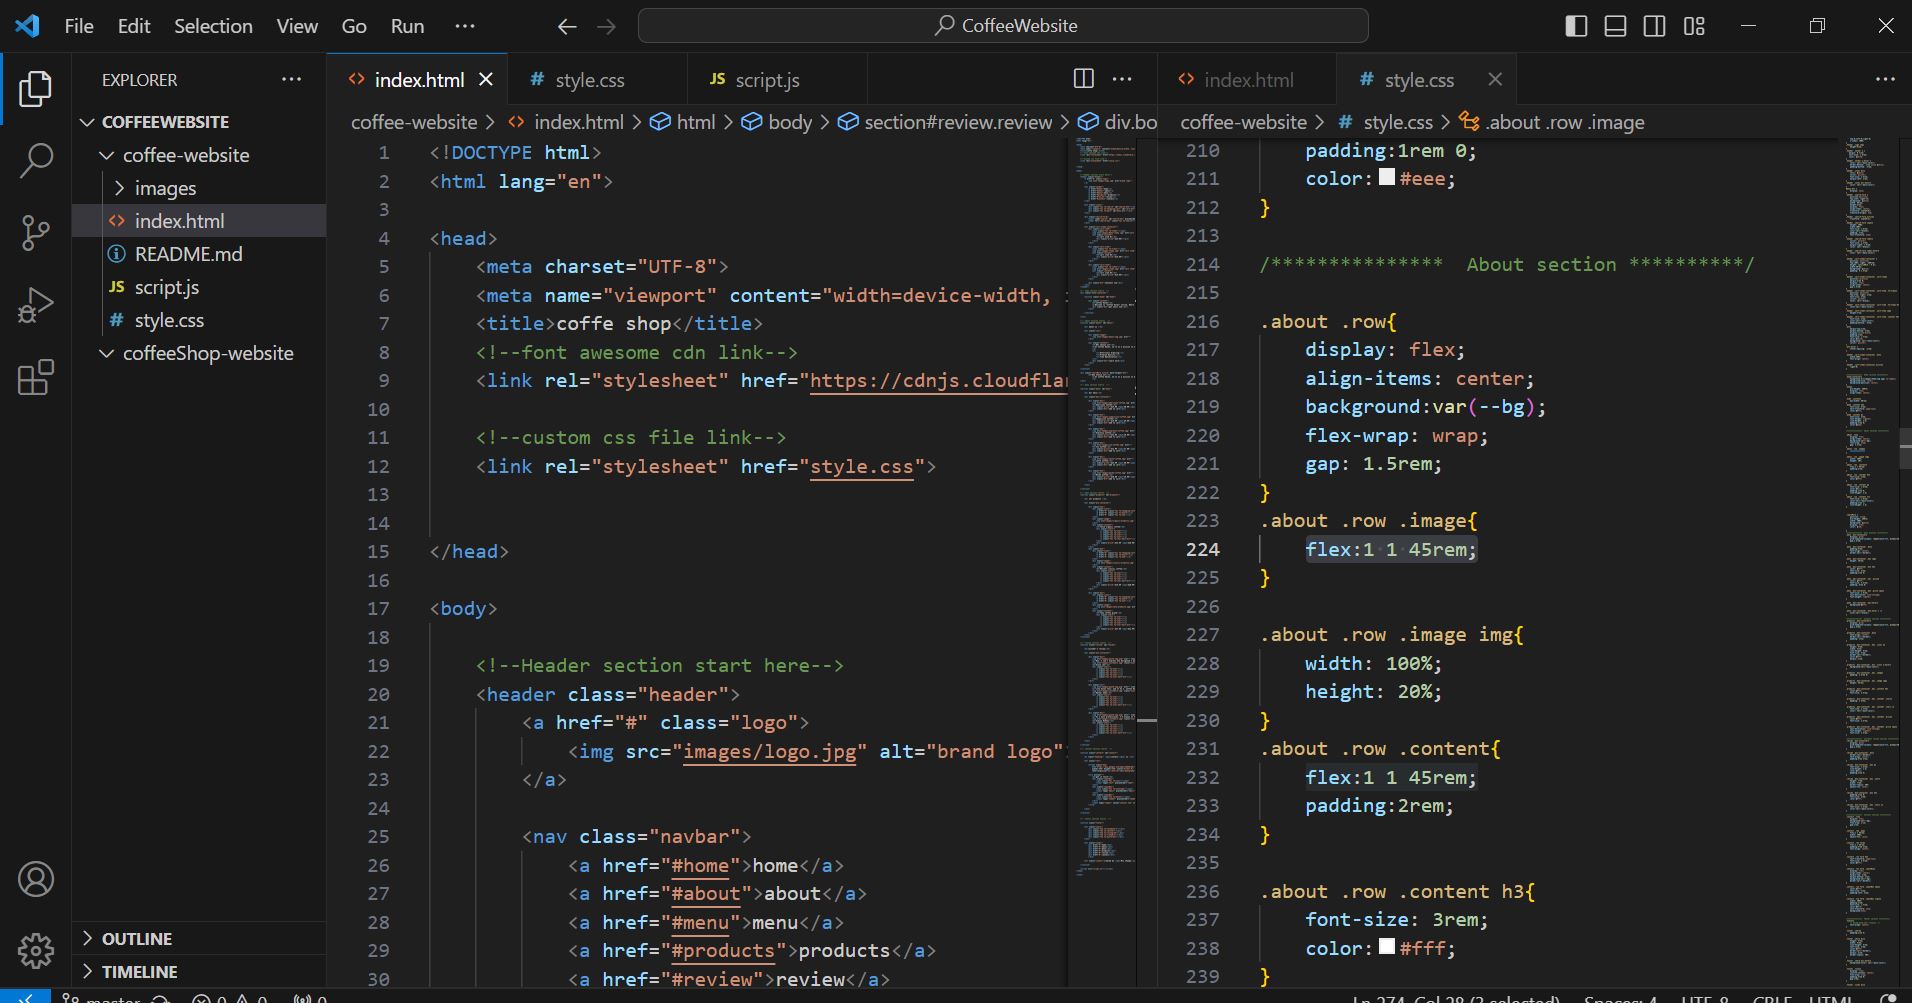 File Edit Selection View Go Run ··· CoffeeWebsite
EXPLORER
COFFEEWEBSITE
coffee-website
images
index.html
README.md
JS script.js
# style.css
coffeeShop-website
OUTLINE
TIMELINE
index.html # style.css JS script.js
coffee-website > index.html > html > body > section#review.review > div.bo
1 <!DOCTYPE html>
2 <html lang="en">
3
4 <head>
5 <meta charset="UTF-8">
6 <meta name="viewport" content="width=device-width,
7 <title>coffe shop</title>
8 <!--font awesome cdn link-->
9 <link rel="stylesheet" href="https://cdnjs.cloudflar
10
11 <!--custom css file link-->
12 <link rel="stylesheet" href="style.css">
13
14
15 </head>
16
17 <body>
18
19 <!--Header section start here-->
20 <header class="header">
21 <a href="#" class="logo">
22 <img src="images/logo.jpg" alt="brand logo"
23 </a>
24
25 <nav class="navbar">
26 <a href="#home">home</a>
27 <a href="#about">about</a>
28 <a href="#menu">menu</a>
29 <a href="#products">products</a>
30 <a href="#review">review</a>
index.html # style.css
coffee-website > # style.css > .about .row .image
210 padding:1rem 0;
211 color: #eee;
212 }
213
214 /*************** About section **********/
215
216 .about .row{
217 display: flex;
218 align-items: center;
219 background:var(--bg);
220 flex-wrap: wrap;
221 gap: 1.5rem;
222 }
223 .about .row .image{
224 flex:1 1 45rem;
225 }
226
227 .about .row .image img{
228 width: 100%;
229 height: 20%;
230 }
231 .about .row .content{
232 flex:1 1 45rem;
233 padding:2rem;
234 }
235
236 .about .row .content h3{
237 font-size: 3rem;
238 color: #fff;
239 }
master 0 0 0 Ln 274, Col 28 (3 selected) Spaces: 4 UTF-8 CRLF HTML